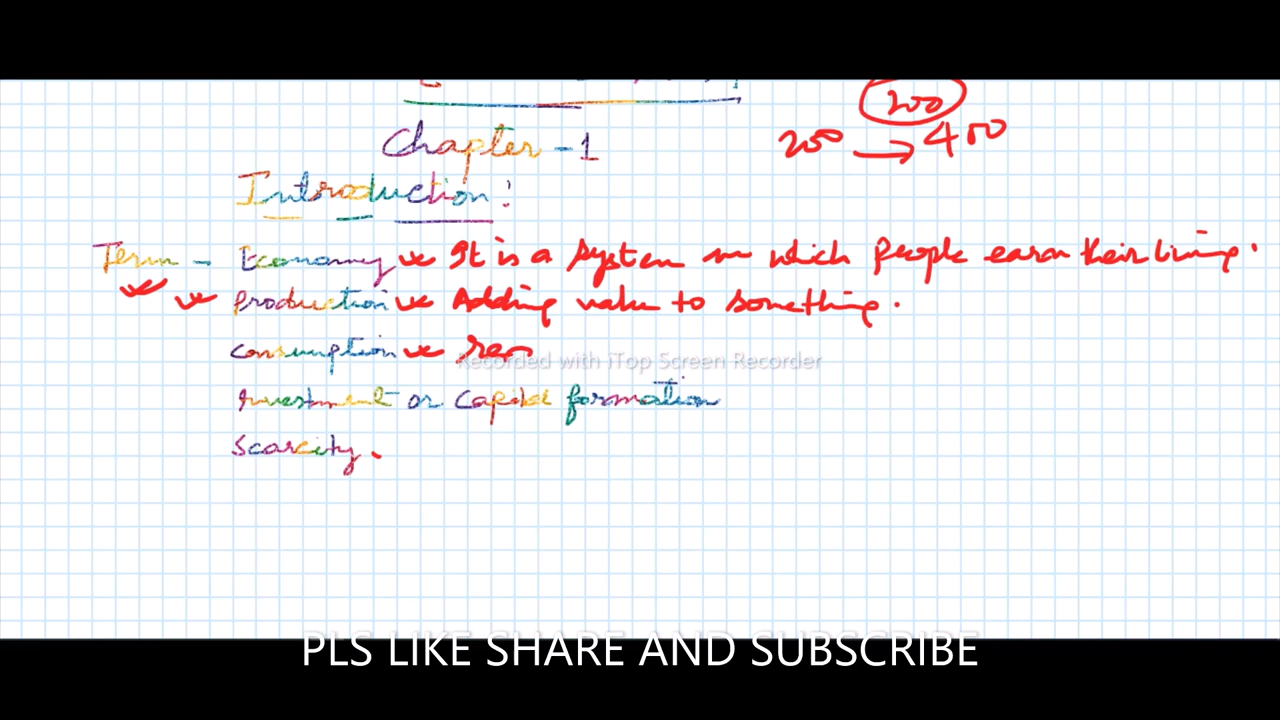 200
200 → 400
Chapter - 1
Introduction:
Term - Economy It is a system in which people earn their living.
production Adding value to something.
consumption
Recorded with iTop Screen Recorder
Investment or Capital formation
Scarcity.
PLS LIKE SHARE AND SUBSCRIBE